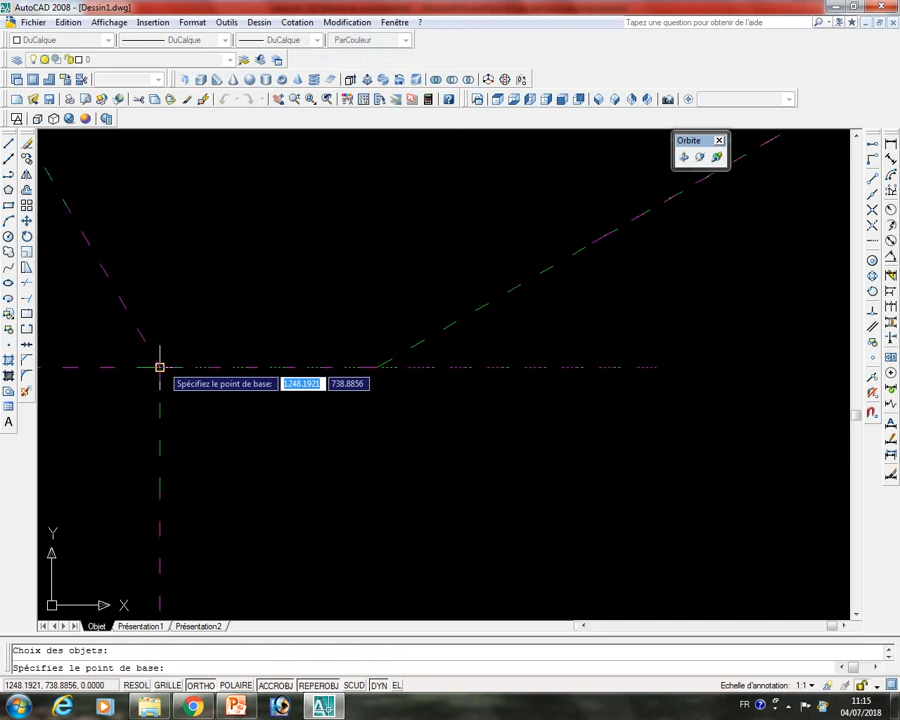 AutoCAD 2008 - [Dessin1.dwg]
Fichier Edition Affichage Insertion Format Outils Dessin Cotation Modification Fenêtre ?
Tapez une question pour obtenir de l'aide
DuCalque DuCalque DuCalque ParCouleur
0
Orbite
Spécifiez le point de base: 1248.1921 738.8856
Y
X
Objet Présentation1 Présentation2
Choix des objets:
Spécifiez le point de base:
1248.1921, 738.8856, 0.0000 RESOL GRILLE ORTHO POLAIRE ACCROBJ REPEROBJ SCUD DYN EL Echelle d'annotation: 1:1
FR 11:15
04/07/2018